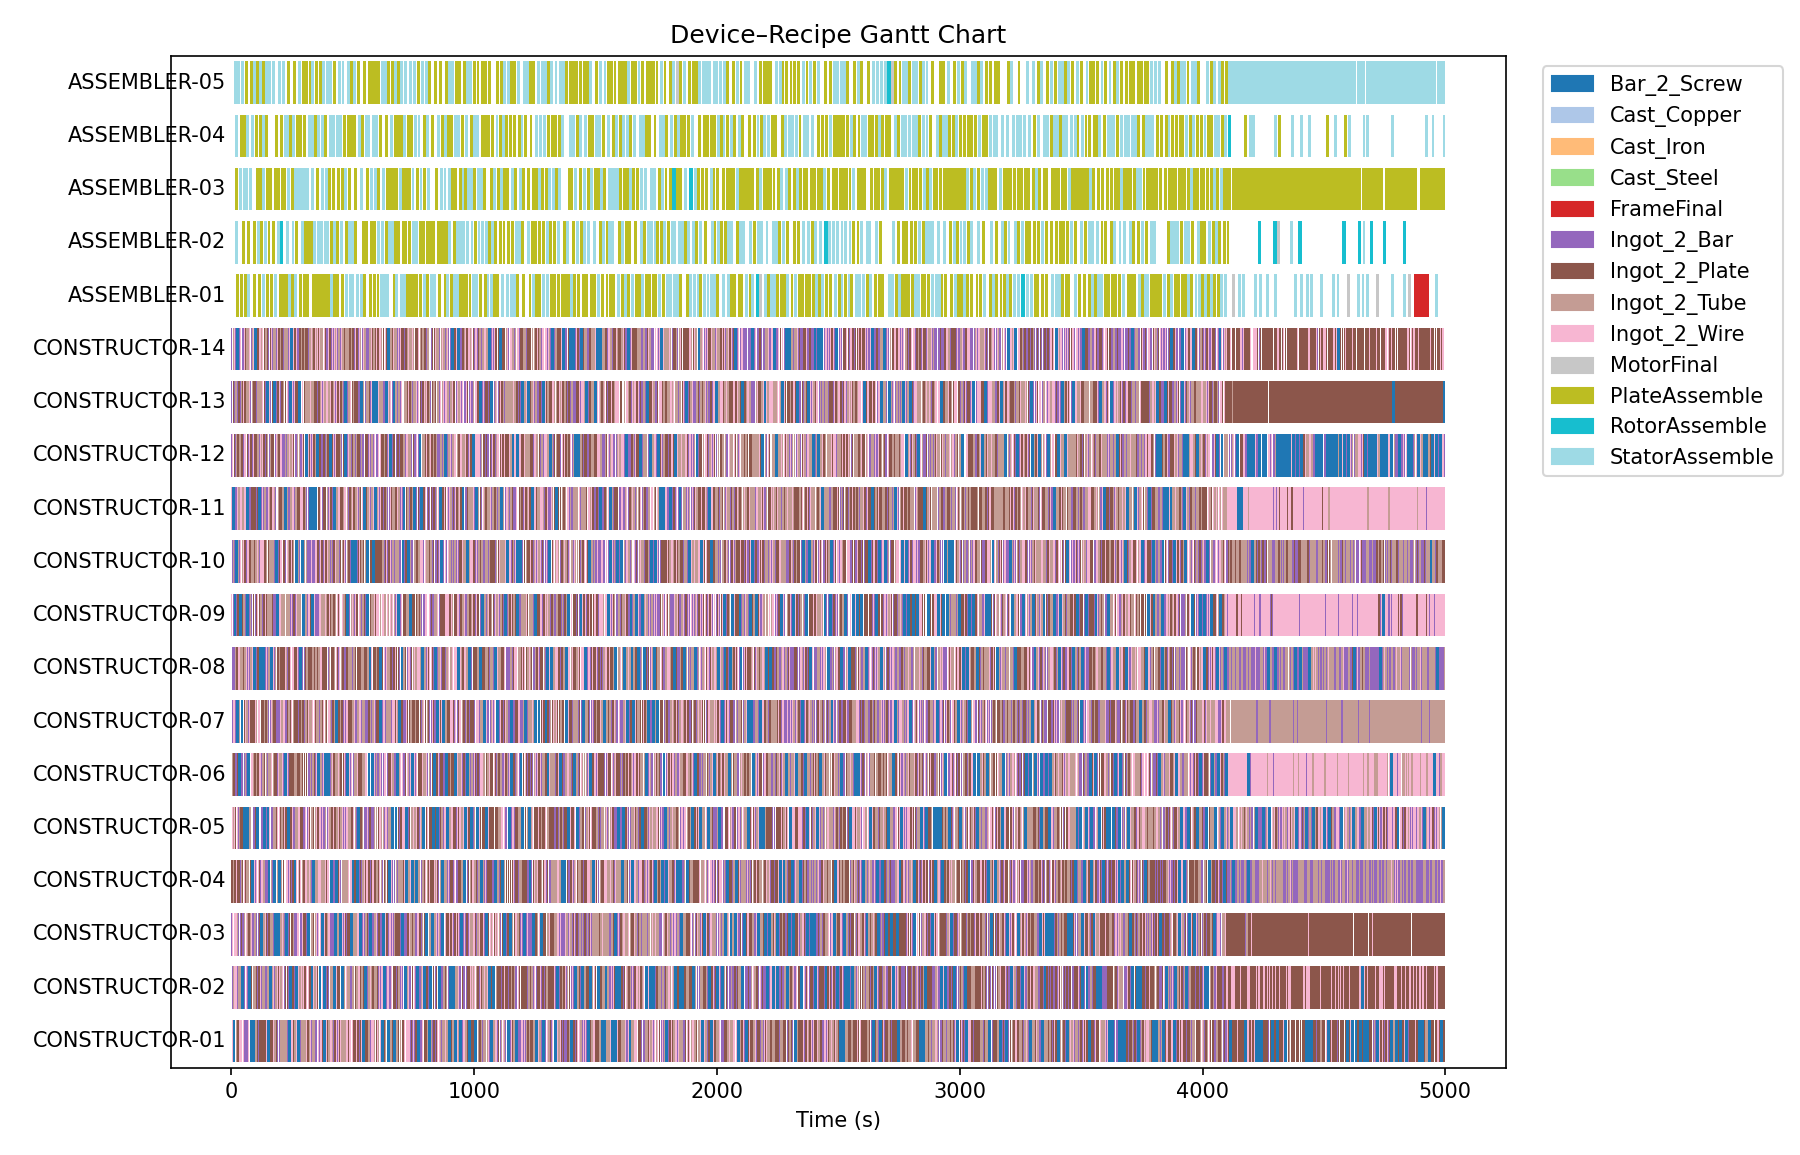 Device–Recipe Gantt Chart
ASSEMBLER-05
ASSEMBLER-04
ASSEMBLER-03
ASSEMBLER-02
ASSEMBLER-01
CONSTRUCTOR-14
CONSTRUCTOR-13
CONSTRUCTOR-12
CONSTRUCTOR-11
CONSTRUCTOR-10
CONSTRUCTOR-09
CONSTRUCTOR-08
CONSTRUCTOR-07
CONSTRUCTOR-06
CONSTRUCTOR-05
CONSTRUCTOR-04
CONSTRUCTOR-03
CONSTRUCTOR-02
CONSTRUCTOR-01
0 1000 2000 3000 4000 5000
Time (s)
Bar_2_Screw
Cast_Copper
Cast_Iron
Cast_Steel
FrameFinal
Ingot_2_Bar
Ingot_2_Plate
Ingot_2_Tube
Ingot_2_Wire
MotorFinal
PlateAssemble
RotorAssemble
StatorAssemble